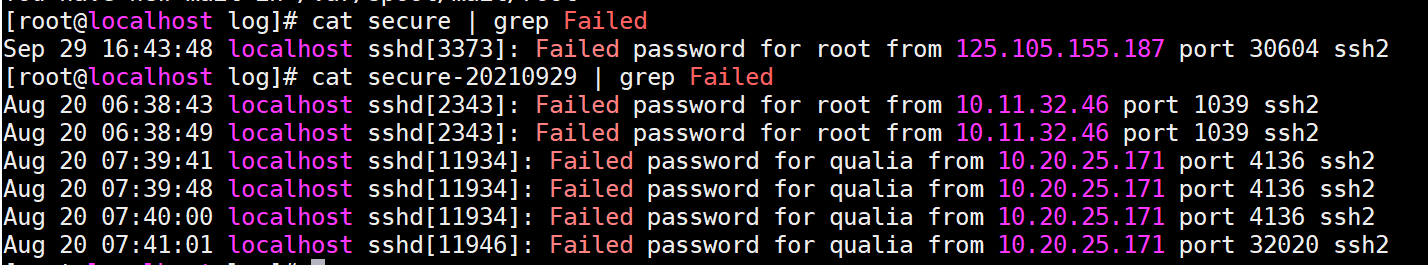 [root@localhost log]# cat secure | grep Failed
Sep 29 16:43:48 localhost sshd[3373]: Failed password for root from 125.105.155.187 port 30604 ssh2
[root@localhost log]# cat secure-20210929 | grep Failed
Aug 20 06:38:43 localhost sshd[2343]: Failed password for root from 10.11.32.46 port 1039 ssh2
Aug 20 06:38:49 localhost sshd[2343]: Failed password for root from 10.11.32.46 port 1039 ssh2
Aug 20 07:39:41 localhost sshd[11934]: Failed password for qualia from 10.20.25.171 port 4136 ssh2
Aug 20 07:39:48 localhost sshd[11934]: Failed password for qualia from 10.20.25.171 port 4136 ssh2
Aug 20 07:40:00 localhost sshd[11934]: Failed password for qualia from 10.20.25.171 port 4136 ssh2
Aug 20 07:41:01 localhost sshd[11946]: Failed password for qualia from 10.20.25.171 port 32020 ssh2